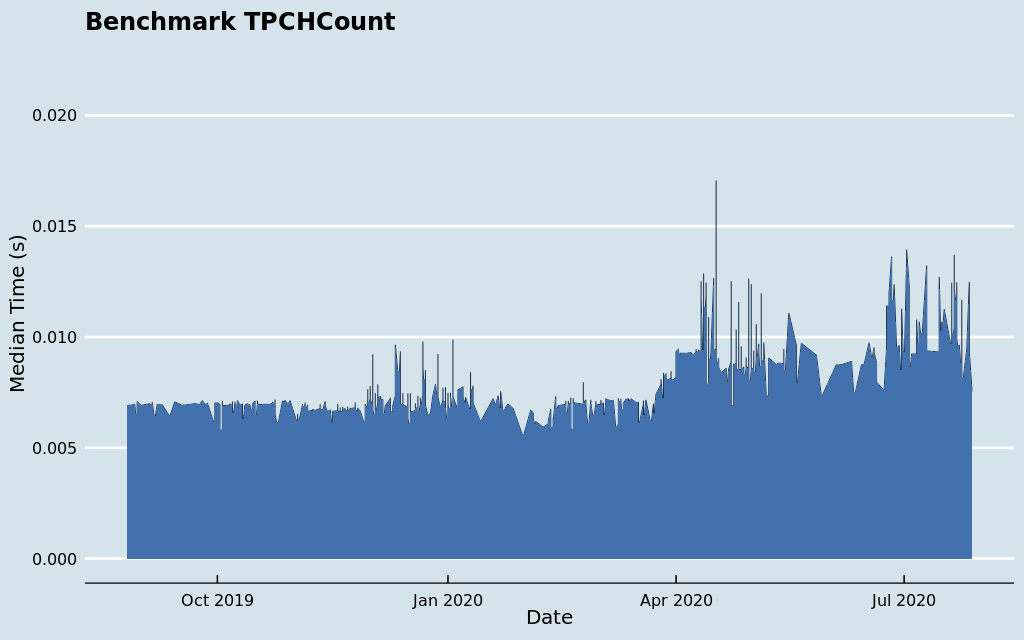 Benchmark TPCHCount
0.020
0.015
0.010
0.005
0.000
Median Time (s)
Oct 2019
Jan 2020
Apr 2020
Jul 2020
Date